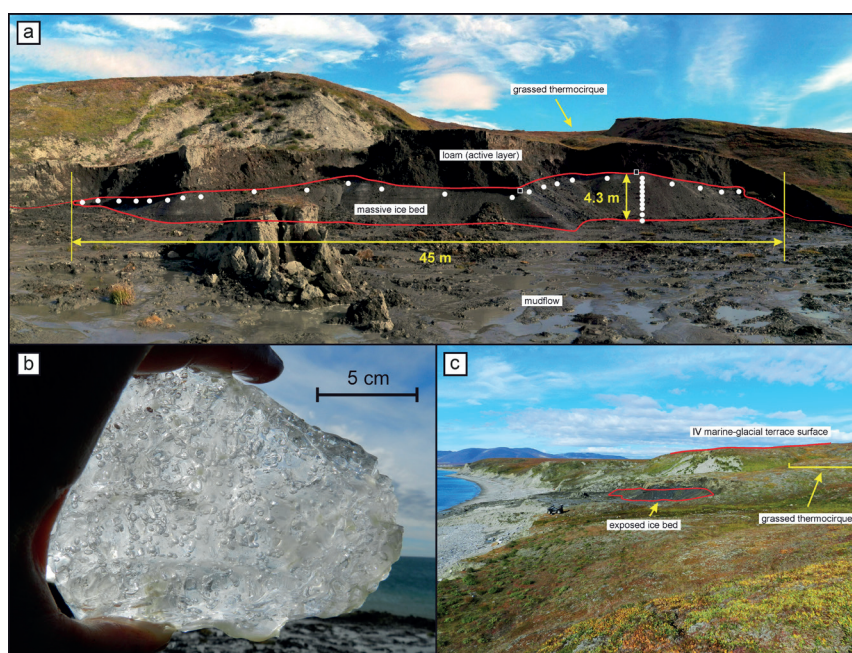 a
grassed thermocirque
loam (active layer)
4.3 m
massive ice bed
45 m
mudflow
b
5 cm
c
IV marine-glacial terrace surface
exposed ice bed
grassed thermocirque